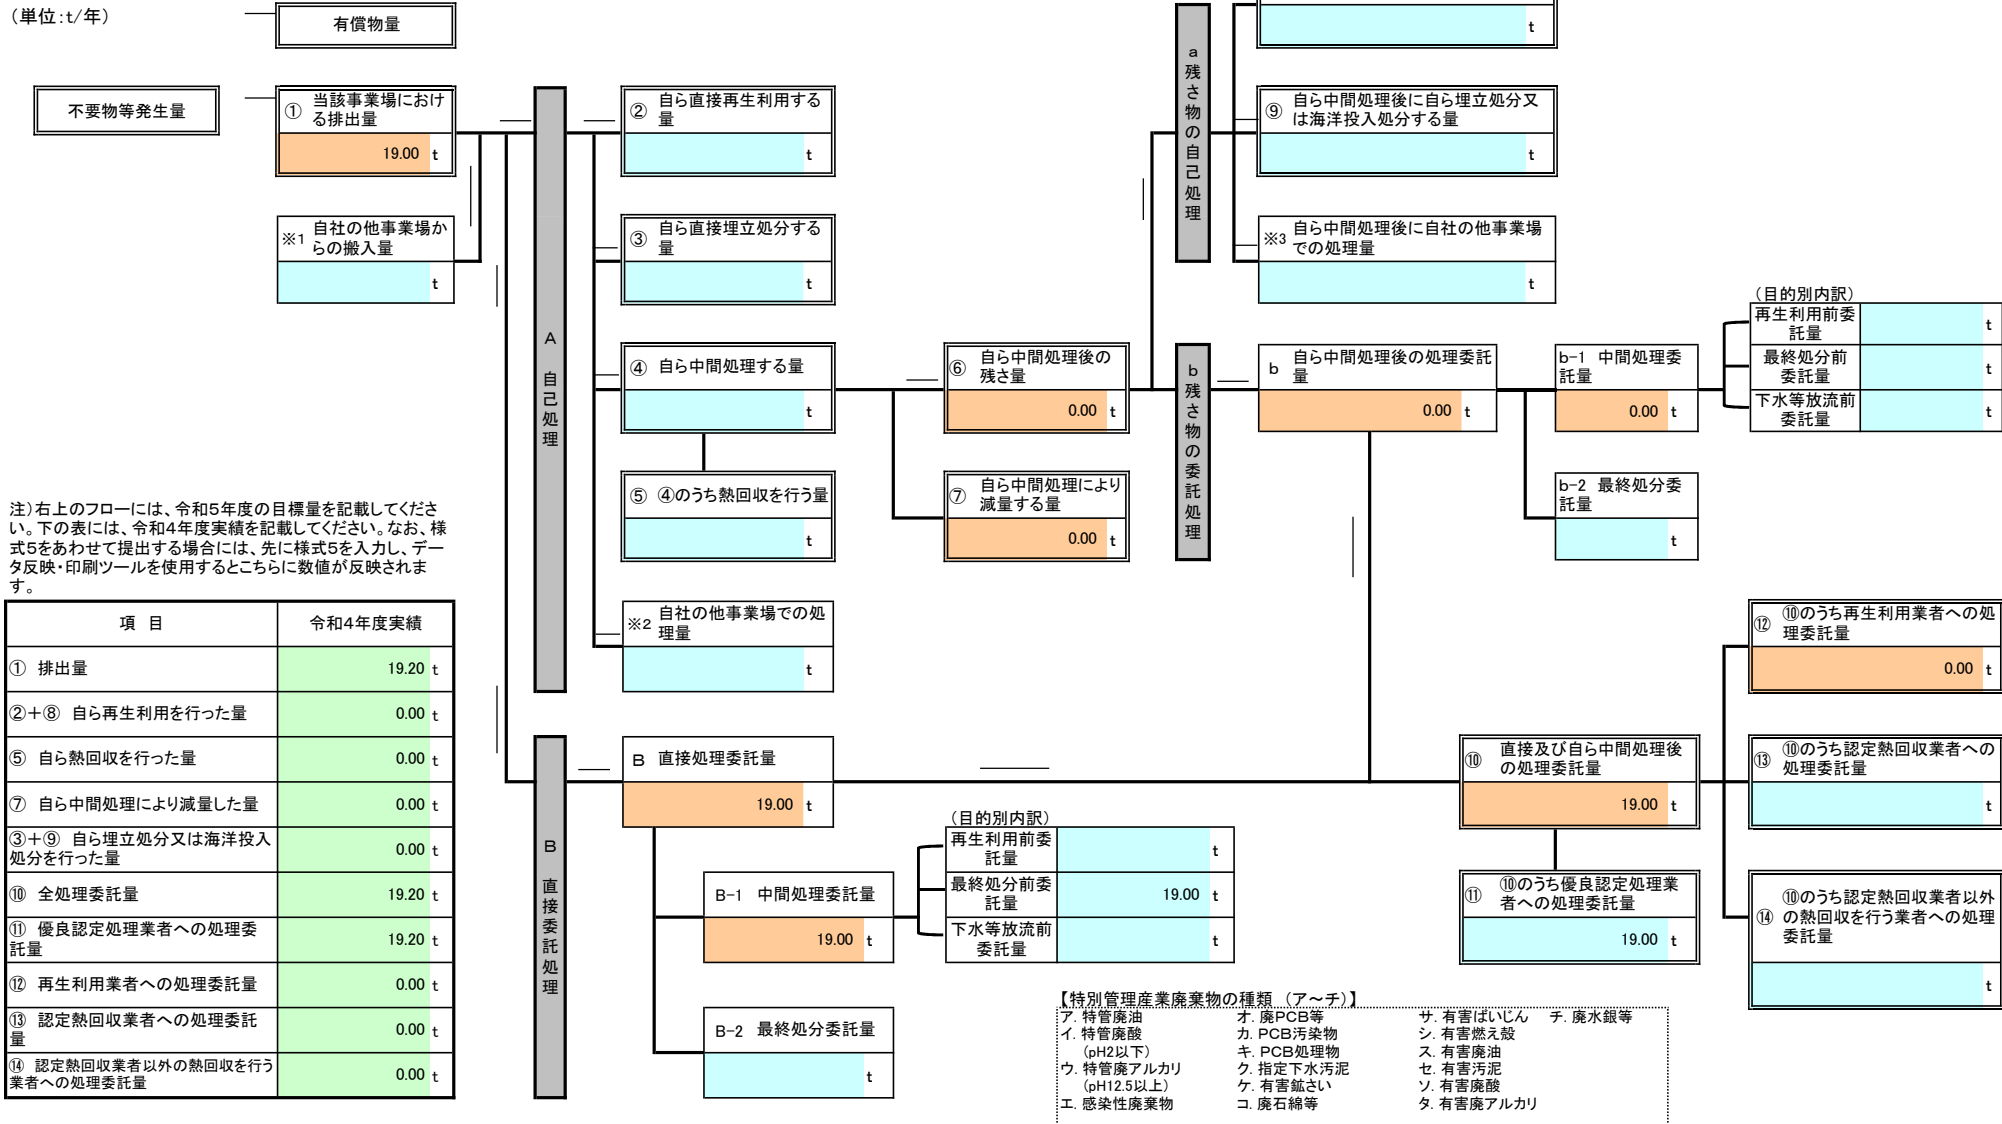 （単位：t/年）
有償物量
t
不要物等発生量
① 当該事業場におけ
る排出量
19.00 t
※1 自社の他事業場か
らの搬入量
t
A 自己処理
② 自ら直接再生利用する
量
t
③ 自ら直接埋立処分する
量
t
④ 自ら中間処理する量
t
⑤ ④のうち熱回収を行う量
t
※2 自社の他事業場での処
理量
t
⑥ 自ら中間処理後の
残さ量
0.00 t
⑦ 自ら中間処理により
減量する量
0.00 t
a 残さ物の自己処理
⑨ 自ら中間処理後に自ら埋立処分又
は海洋投入処分する量
t
※3 自ら中間処理後に自社の他事業場
での処理量
t
b 残さ物の委託処理
b 自ら中間処理後の処理委託
量
0.00 t
b-1 中間処理委
託量
0.00 t
b-2 最終処分委
託量
t
（目的別内訳）
再生利用前委
託量
t
最終処分前
委託量
t
下水等放流前
委託量
t
注）右上のフローには、令和5年度の目標量を記載してくださ
い。下の表には、令和4年度実績を記載してください。なお、様
式5をあわせて提出する場合には、先に様式5を入力し、デー
タ反映・印刷ツールを使用するとこちらに数値が反映されま
す。
項 目 令和4年度実績
① 排出量 19.20 t
②＋⑧ 自ら再生利用を行った量 0.00 t
⑤ 自ら熱回収を行った量 0.00 t
⑦ 自ら中間処理により減量した量 0.00 t
③＋⑨ 自ら埋立処分又は海洋投入
処分を行った量 0.00 t
⑩ 全処理委託量 19.20 t
⑪ 優良認定処理業者への処理委
託量 19.20 t
⑫ 再生利用業者への処理委託量 0.00 t
⑬ 認定熱回収業者への処理委託
量 0.00 t
⑭ 認定熱回収業者以外の熱回収を行う
業者への処理委託量 0.00 t
B 直接委託処理
B 直接処理委託量
19.00 t
B-1 中間処理委託量
19.00 t
B-2 最終処分委託量
t
（目的別内訳）
再生利用前委
託量
t
最終処分前委
託量
19.00 t
下水等放流前
委託量
t
⑩ 直接及び自ら中間処理後
の処理委託量
19.00 t
⑪ ⑩のうち優良認定処理業
者への処理委託量
19.00 t
⑫ ⑩のうち再生利用業者への処
理委託量
0.00 t
⑬ ⑩のうち認定熱回収業者への
処理委託量
t
⑭ ⑩のうち認定熱回収業者以外
の熱回収を行う業者への処理
委託量
t
【特別管理産業廃棄物の種類 （ア～チ）】
ア．特管廃油 オ．廃PCB等 サ．有害ばいじん チ．廃水銀等
イ．特管廃酸 カ．PCB汚染物 シ．有害燃え殻
（pH2以下） キ．PCB処理物 ス．有害廃油
ウ．特管廃アルカリ ク．指定下水汚泥 セ．有害汚泥
（pH12.5以上） ケ．有害鉱さい ソ．有害廃酸
エ．感染性廃棄物 コ．廃石綿等 タ．有害廃アルカリ